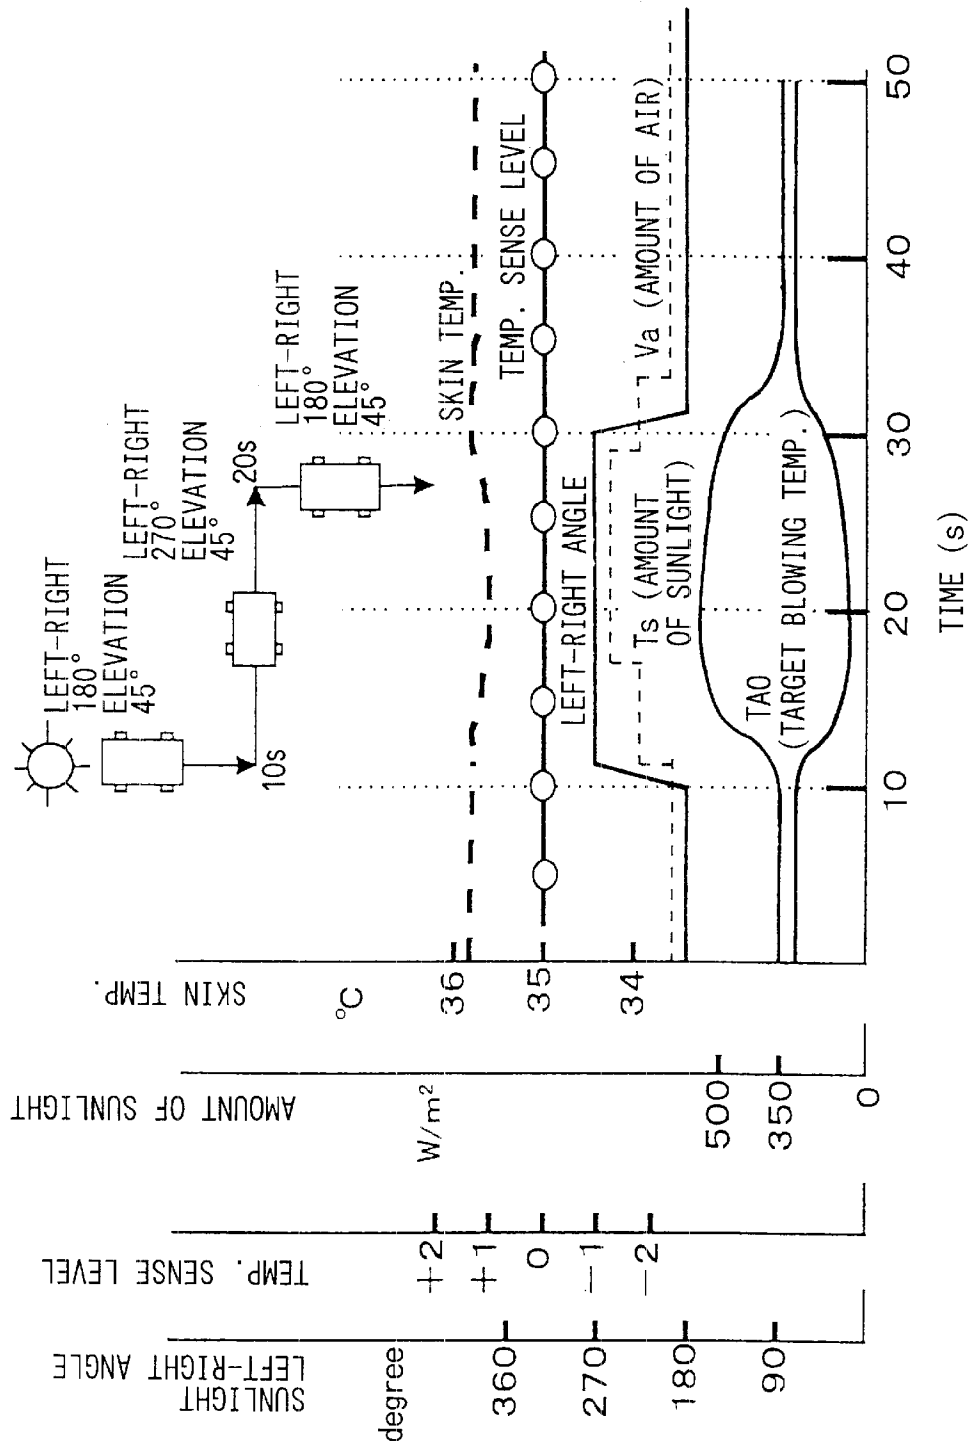 LEFT-RIGHT
180°
ELEVATION
45°
10s
LEFT-RIGHT
270°
ELEVATION
45°
20s
LEFT-RIGHT
180°
ELEVATION
45°
SKIN TEMP.
TEMP. SENSE LEVEL
LEFT-RIGHT ANGLE
Va (AMOUNT OF AIR)
Ts (AMOUNT
OF SUNLIGHT)
TAO
(TARGET BLOWING TEMP.)
10
20
30
40
50
TIME (s)
SKIN TEMP.
°C
36
35
34
AMOUNT OF SUNLIGHT
W/m²
500
350
0
TEMP. SENSE LEVEL
+2
+1
0
-1
-2
SUNLIGHT
LEFT-RIGHT ANGLE
degree
360
270
180
90